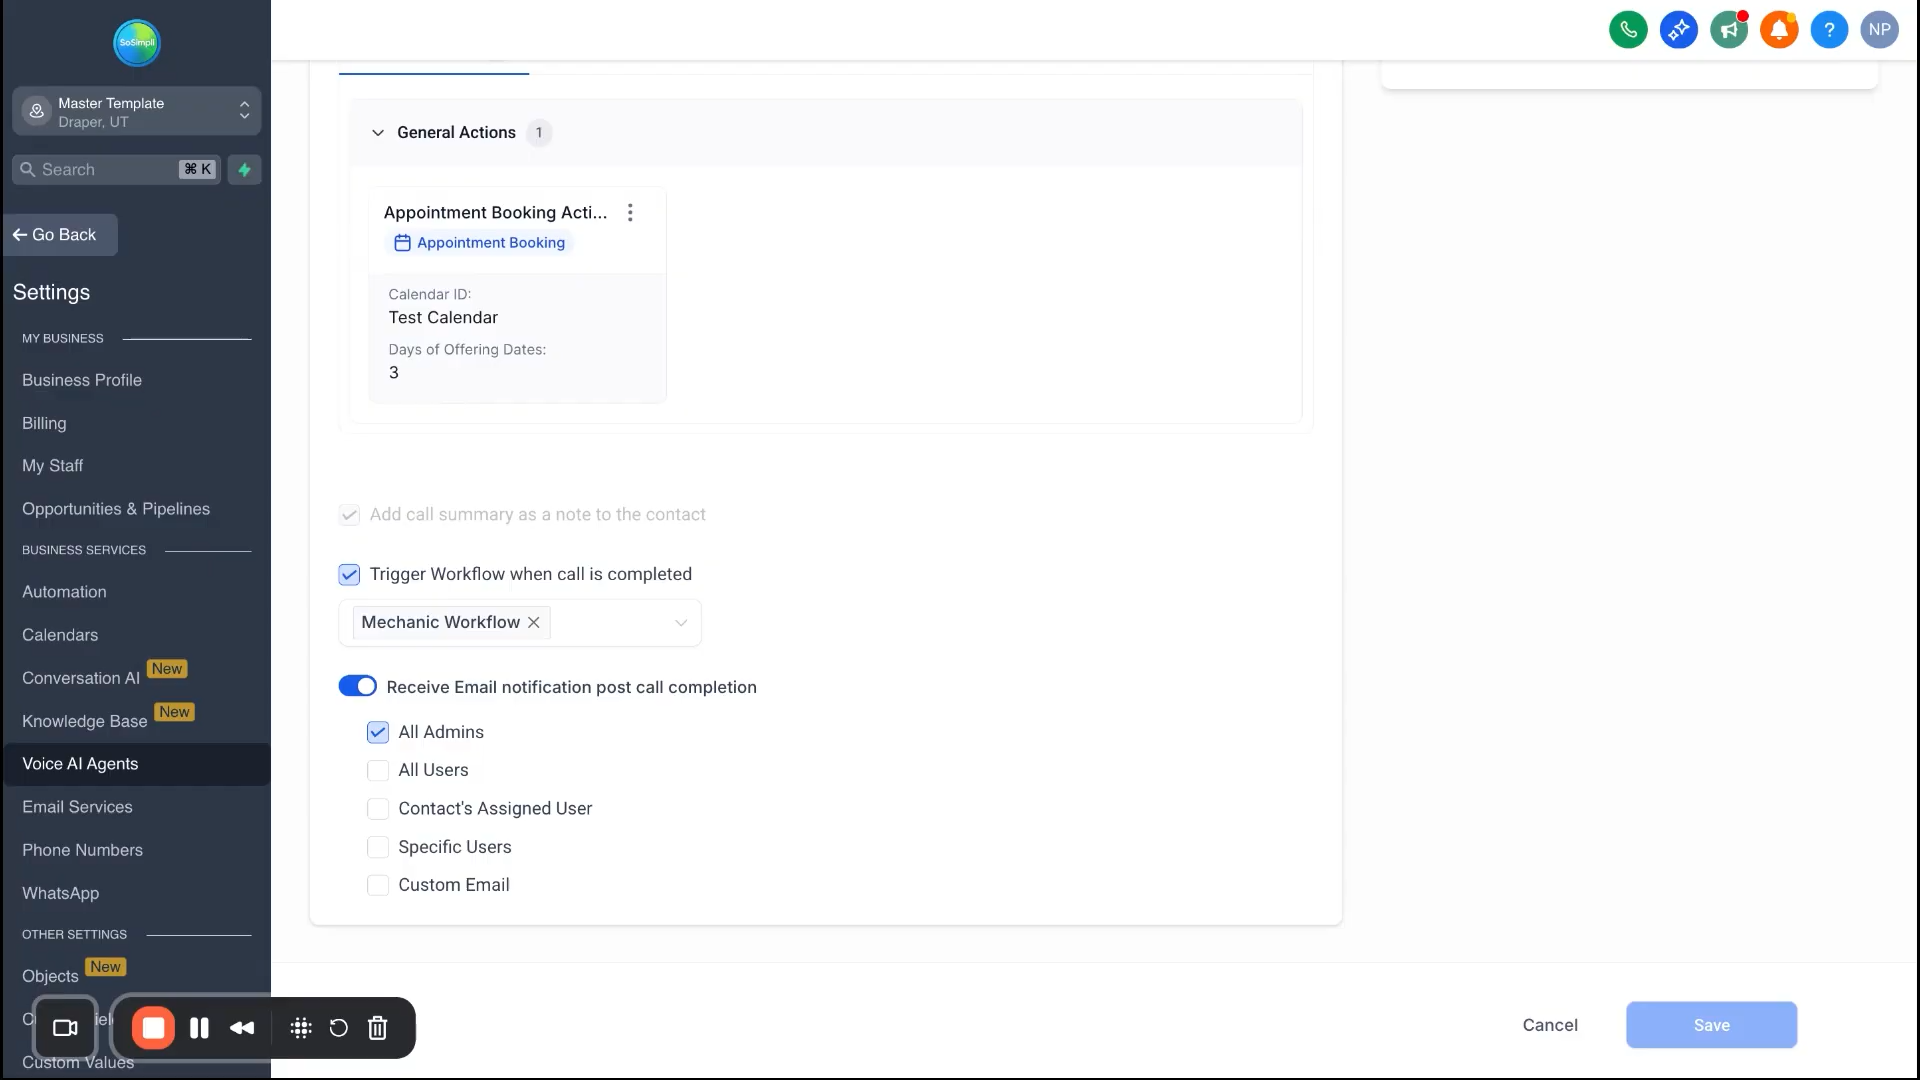 SoSimpli
Master Template
Draper, UT
Search
⌘ K
Go Back
Settings
MY BUSINESS
Business Profile
Billing
My Staff
Opportunities & Pipelines
BUSINESS SERVICES
Automation
Calendars
Conversation AI New
Knowledge Base New
Voice AI Agents
Email Services
Phone Numbers
WhatsApp
OTHER SETTINGS
Objects New
Custom Values
?
NP
General Actions 1
Appointment Booking Acti...
Appointment Booking
Calendar ID:
Test Calendar
Days of Offering Dates:
3
Add call summary as a note to the contact
Trigger Workflow when call is completed
Mechanic Workflow
Receive Email notification post call completion
All Admins
All Users
Contact's Assigned User
Specific Users
Custom Email
Cancel
Save